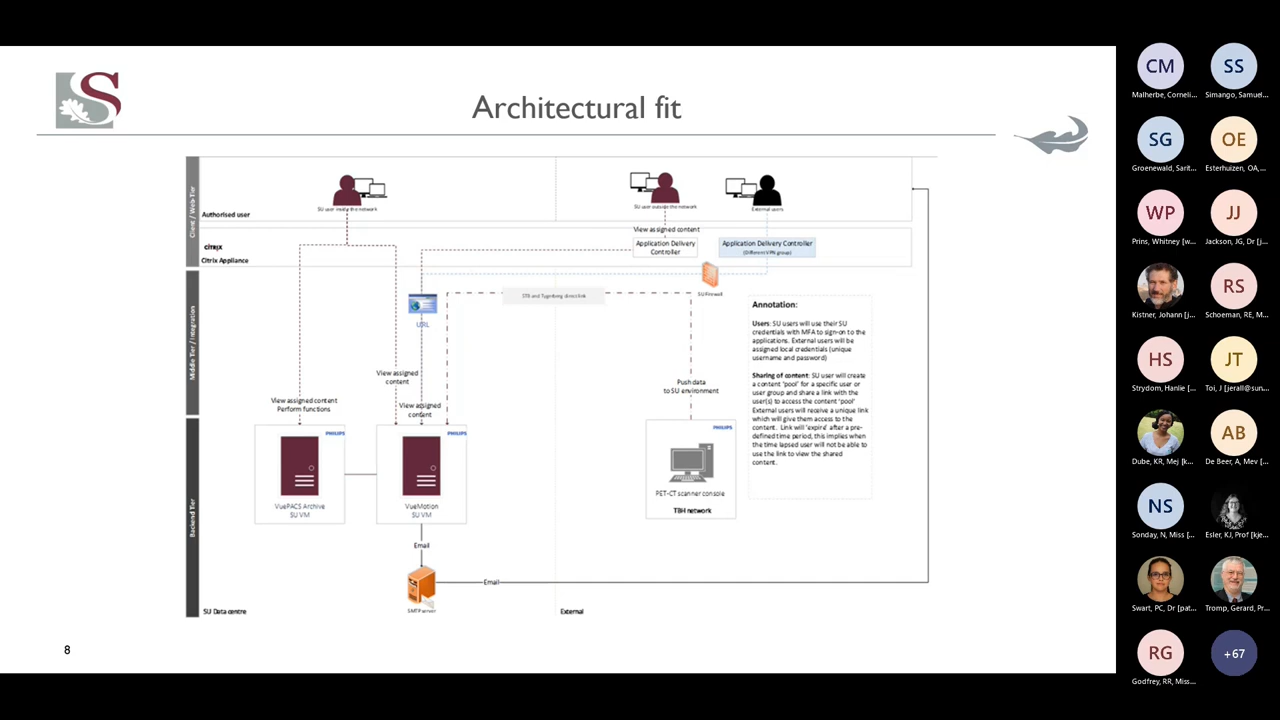 Architectural fit
Client / Web Tier
SU user inside the network
SU user outside the network
External users
Authorised user
View assigned content
citrix
Citrix Appliance
Application Delivery
Controller
Application Delivery Controller
(Different VPN group)
SU Firewall
Middle Tier / Integration
URL
STB and Tygerberg direct link
Annotation:
Users: SU users will use their SU
credentials with MFA to sign-on to the
applications. External users will be
assigned local credentials (unique
username and password)
Sharing of content: SU user will create
a content 'pool' for a specific user or
user group and share a link with the
user(s) to access the content 'pool'
External users will receive a unique link
which will give them access to the
content. Link will 'expire' after a pre-
defined time period, this implies when
the time lapsed user will not be able to
use the link to view the shared
content.
View assigned
content
Push data
to SU environment
View assigned content
Perform functions
View assigned
content
Backend Tier
PHILIPS
VuePACS Archive
SU VM
PHILIPS
VueMotion
SU VM
PHILIPS
PET-CT scanner console
TBH network
Email
Email
SMTP server
SU Data centre
External
8
CM
Malherbe, Corneli...
SS
Simango, Samuel...
SG
Groenewald, Sarit...
OE
Esterhuizen, OA,...
WP
Prins, Whitney [w...
JJ
Jackson, JG, Dr [j...
Kistner, Johann [j...
RS
Schoeman, RE, M...
HS
Strydom, Hanlie [...
JT
Toi, J [jerall@sun...
Dube, KR, Mej [k...
AB
De Beer, A, Mev [...
NS
Sonday, N, Miss [...
Esler, KJ, Prof [kje...
Swart, PC, Dr [pat...
Tromp, Gerard, Pr...
RG
Godfrey, RR, Miss...
+67